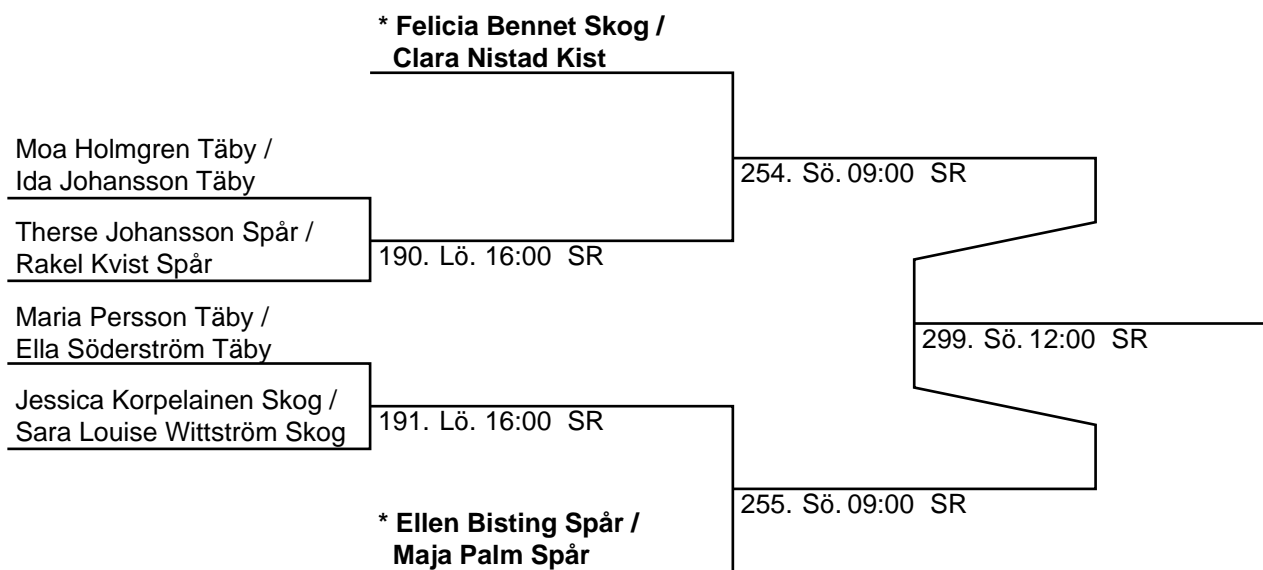 * Felicia Bennet Skog /
Clara Nistad Kist
Moa Holmgren Täby /
Ida Johansson Täby
254. Sö. 09:00 SR
Therse Johansson Spår /
Rakel Kvist Spår
190. Lö. 16:00 SR
Maria Persson Täby /
Ella Söderström Täby
299. Sö. 12:00 SR
Jessica Korpelainen Skog /
Sara Louise Wittström Skog
191. Lö. 16:00 SR
255. Sö. 09:00 SR
* Ellen Bisting Spår /
Maja Palm Spår